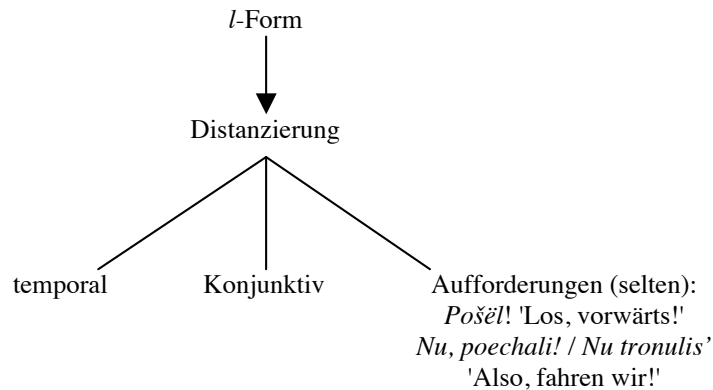 l-Form
Distanzierung
temporal
Konjunktiv
Aufforderungen (selten):
Pošël! 'Los, vorwärts!'
Nu, poechali! / Nu tronulis’
'Also, fahren wir!'